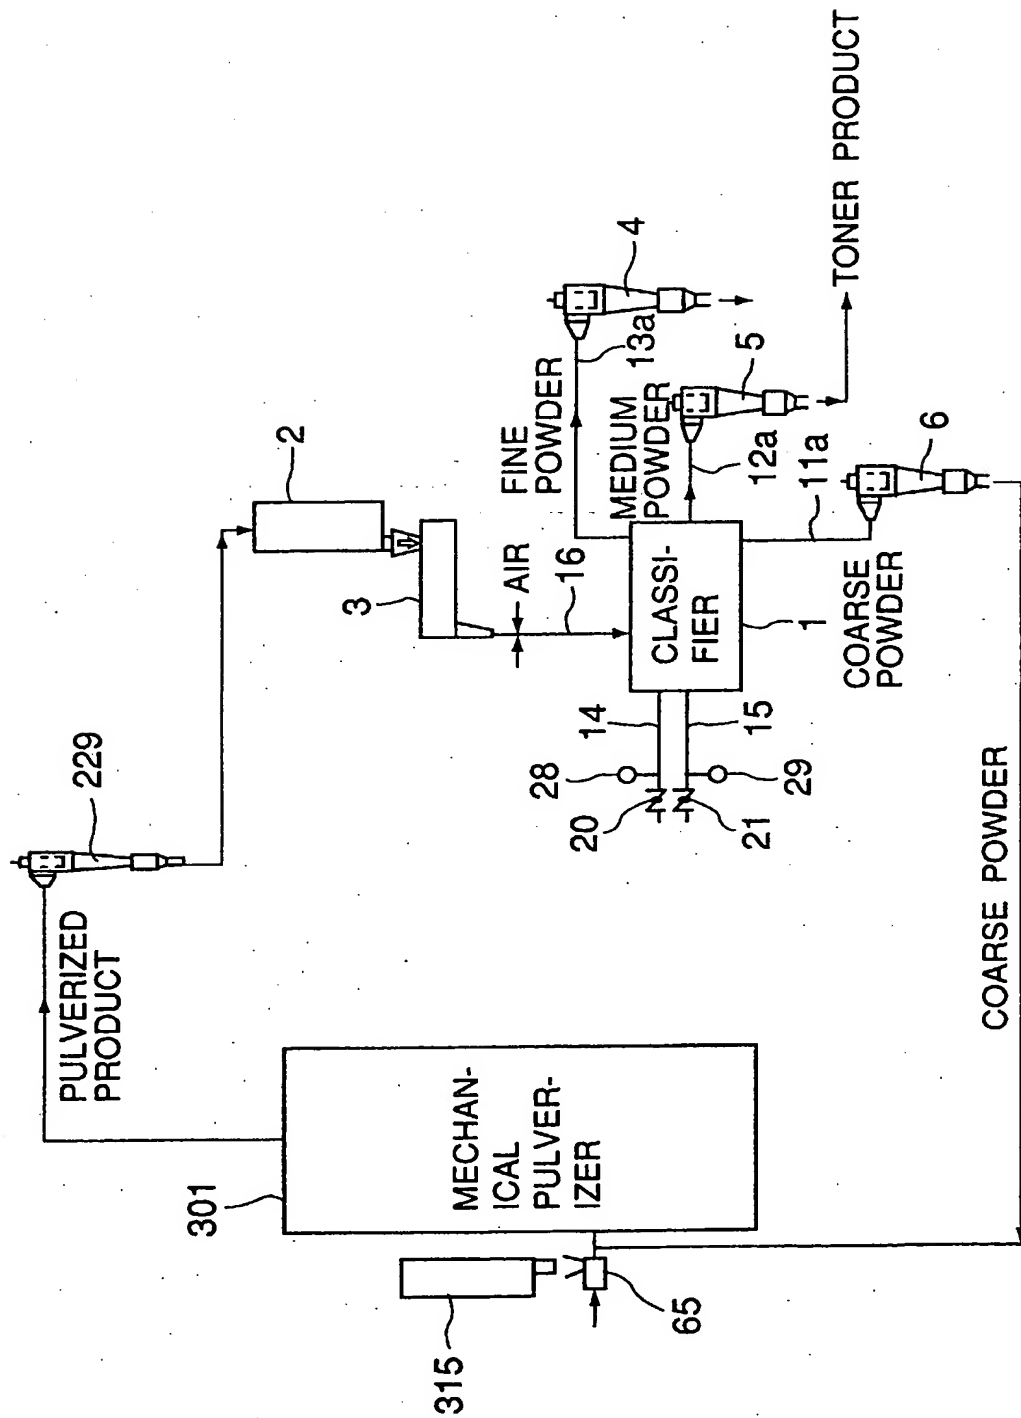 315
65
301
MECHAN-
ICAL
PULVER-
IZER
PULVERIZED
PRODUCT
229
2
3
AIR
16
28
20
14
15
29
21
CLASSI-
FIER
1
FINE
POWDER
13a
4
MEDIUM
POWDER
12a
5
TONER PRODUCT
11a
COARSE
POWDER
6
COARSE POWDER